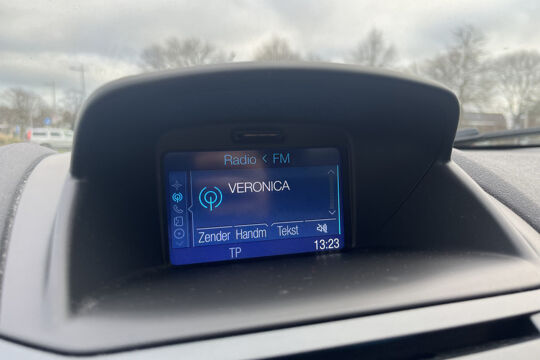 Radio < FM
VERONICA
Zender Handm Tekst
TP 13:23